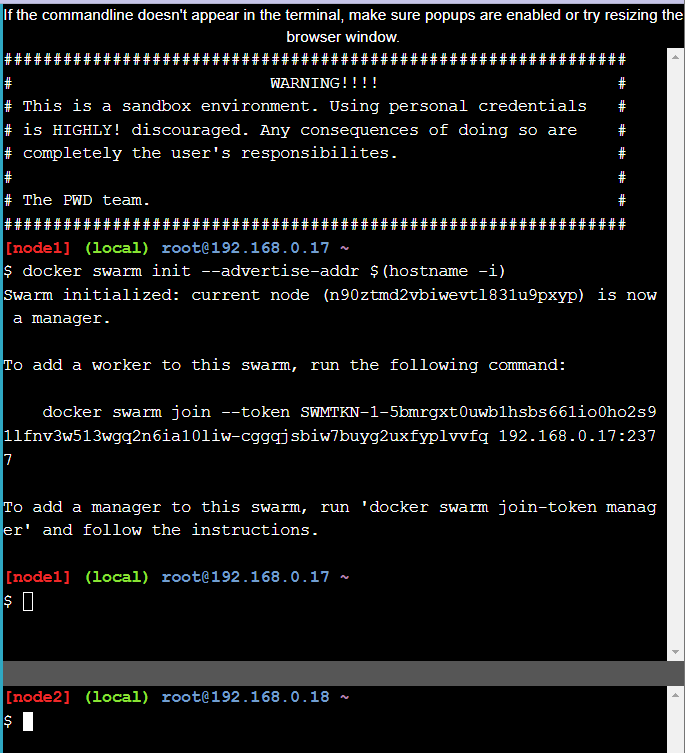 If the commandline doesn't appear in the terminal, make sure popups are enabled or try resizing the
browser window.
###############################################################
# WARNING!!!! #
# This is a sandbox environment. Using personal credentials #
# is HIGHLY! discouraged. Any consequences of doing so are #
# completely the user's responsibilites. #
# #
# The PWD team. #
###############################################################
[node1] (local) root@192.168.0.17 ~
$ docker swarm init --advertise-addr $(hostname -i)
Swarm initialized: current node (n90ztmd2vbiwevtl831u9pxyp) is now
a manager.
To add a worker to this swarm, run the following command:
docker swarm join --token SWMTKN-1-5bmrgxt0uwb1hsbs661io0ho2s9
1lfnv3w513wgq2n6ia10liw-cggqjsbiw7buyg2uxfyplvvfq 192.168.0.17:237
7
To add a manager to this swarm, run 'docker swarm join-token manag
er' and follow the instructions.
[node1] (local) root@192.168.0.17 ~
$
[node2] (local) root@192.168.0.18 ~
$